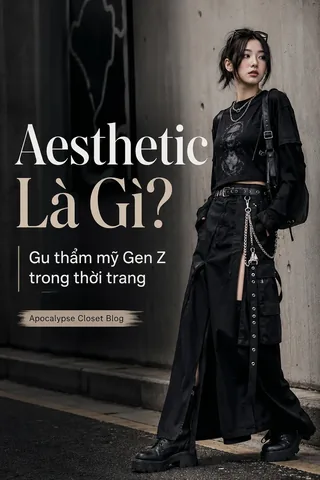 Aesthetic
Là Gì?
Gu thẩm mỹ Gen Z
trong thời trang
Apocalypse Closet Blog